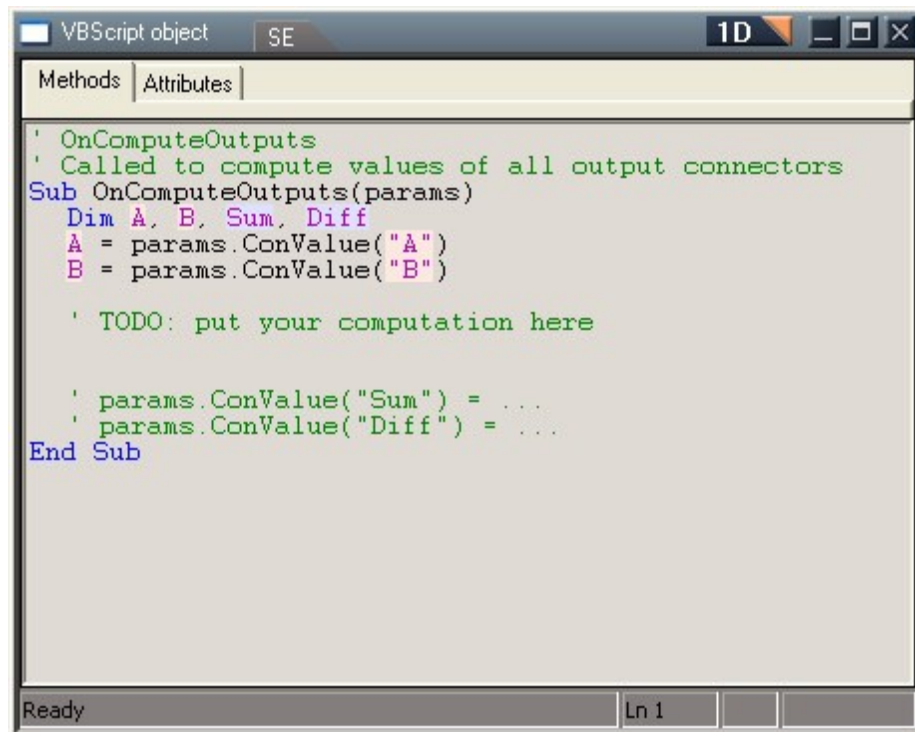 VBScript object SE 1D
Methods Attributes
' OnComputeOutputs
' Called to compute values of all output connectors
Sub OnComputeOutputs(params)
Dim A, B, Sum, Diff
A = params.ConValue("A")
B = params.ConValue("B")
' TODO: put your computation here
' params.ConValue("Sum") = ...
' params.ConValue("Diff") = ...
End Sub
Ready Ln 1